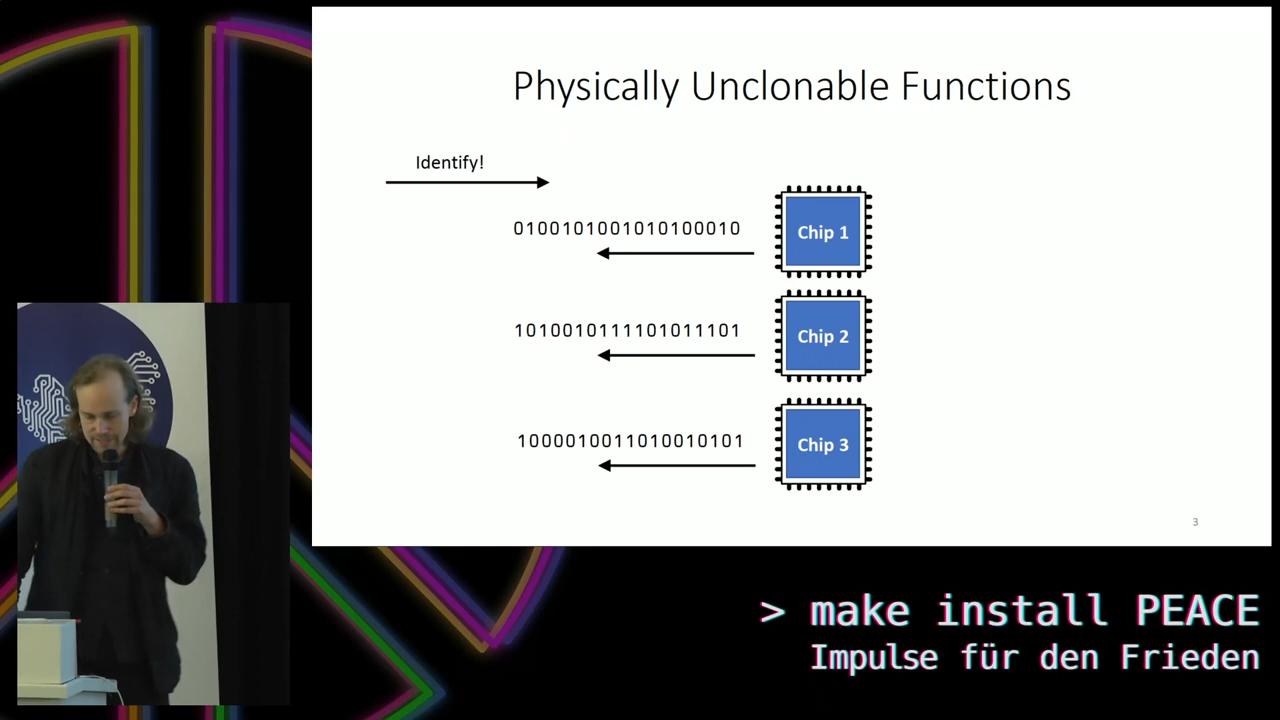 Physically Unclonable Functions
Identify!
0100101001010100010
Chip 1
1010010111101011101
Chip 2
1000010011010010101
Chip 3
3
> make install PEACE
Impulse für den Frieden